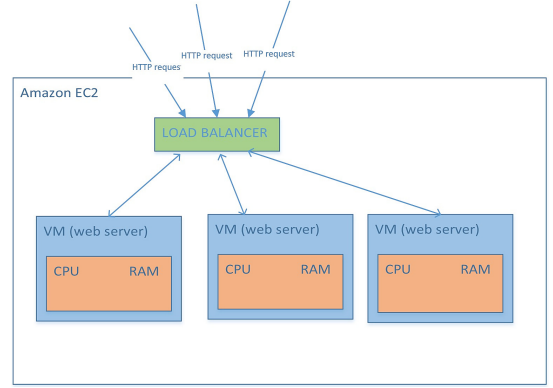 HTTP request
HTTP request
HTTP reques
Amazon EC2
LOAD BALANCER
VM (web server)
CPU RAM
VM (web server)
CPU RAM
VM (web server)
CPU RAM